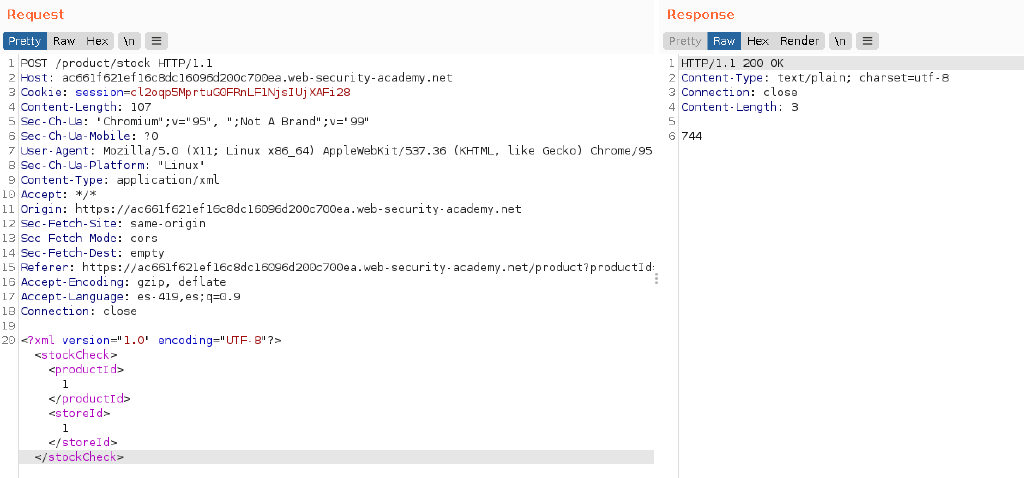 Request
Pretty Raw Hex \n ≡
1 POST /product/stock HTTP/1.1
2 Host: ac661f621ef16c8dc16096d200c700ea.web-security-academy.net
3 Cookie: session=cl2oqp5MprtuG0FRnLFlNjsIUjXAFi28
4 Content-Length: 107
5 Sec-Ch-Ua: "Chromium";v="95", ";Not A Brand";v="99"
6 Sec-Ch-Ua-Mobile: ?0
7 User-Agent: Mozilla/5.0 (X11; Linux x86_64) AppleWebKit/537.36 (KHTML, like Gecko) Chrome/95
8 Sec-Ch-Ua-Platform: "Linux"
9 Content-Type: application/xml
10 Accept: */*
11 Origin: https://ac661f621ef16c8dc16096d200c700ea.web-security-academy.net
12 Sec-Fetch-Site: same-origin
13 Sec-Fetch-Mode: cors
14 Sec-Fetch-Dest: empty
15 Referer: https://ac661f621ef16c8dc16096d200c700ea.web-security-academy.net/product?productId=
16 Accept-Encoding: gzip, deflate
17 Accept-Language: es-419,es;q=0.9
18 Connection: close
19
20 <?xml version="1.0" encoding="UTF-8"?>
<stockCheck>
<productId>
1
</productId>
<storeId>
1
</storeId>
</stockCheck>
Response
Pretty Raw Hex Render \n ≡
1 HTTP/1.1 200 OK
2 Content-Type: text/plain; charset=utf-8
3 Connection: close
4 Content-Length: 3
5
6 744